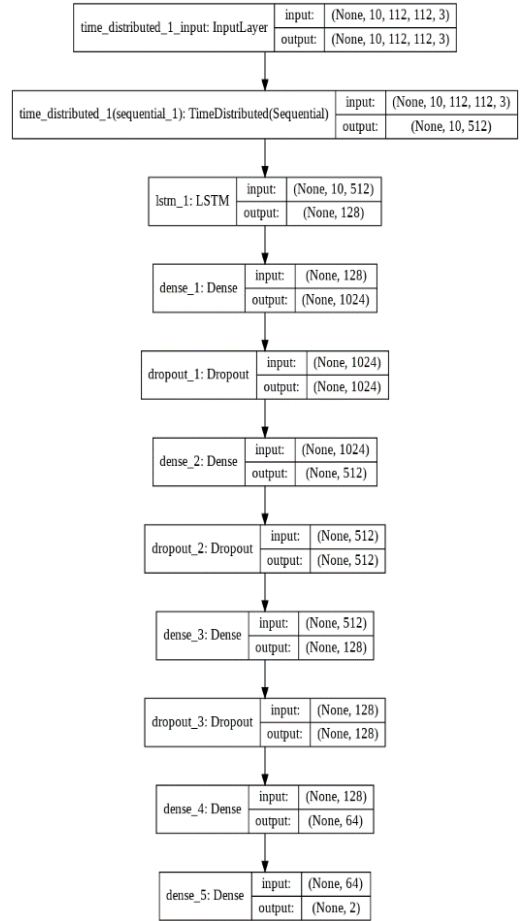 time_distributed_1_input: InputLayer
input: (None, 10, 112, 112, 3)
output: (None, 10, 112, 112, 3)
time_distributed_1(sequential_1): TimeDistributed(Sequential)
input: (None, 10, 112, 112, 3)
output: (None, 10, 512)
lstm_1: LSTM
input: (None, 10, 512)
output: (None, 128)
dense_1: Dense
input: (None, 128)
output: (None, 1024)
dropout_1: Dropout
input: (None, 1024)
output: (None, 1024)
dense_2: Dense
input: (None, 1024)
output: (None, 512)
dropout_2: Dropout
input: (None, 512)
output: (None, 512)
dense_3: Dense
input: (None, 512)
output: (None, 128)
dropout_3: Dropout
input: (None, 128)
output: (None, 128)
dense_4: Dense
input: (None, 128)
output: (None, 64)
dense_5: Dense
input: (None, 64)
output: (None, 2)